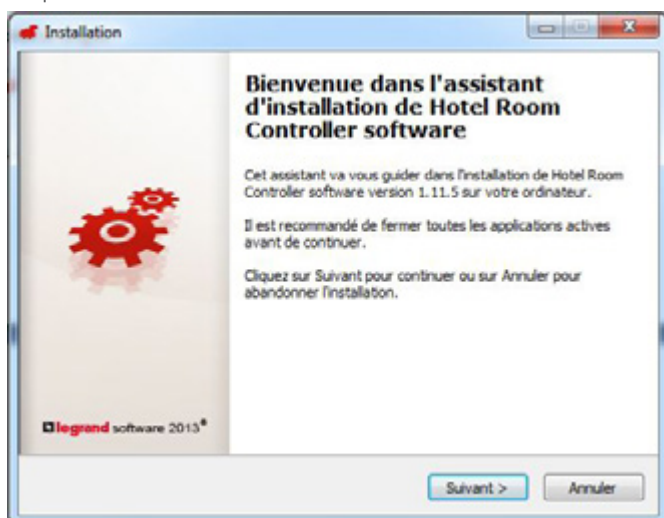 Installation
Bienvenue dans l'assistant
d'installation de Hotel Room
Controller software
Cet assistant va vous guider dans l'installation de Hotel Room
Controller software version 1.11.5 sur votre ordinateur.
Il est recommandé de fermer toutes les applications actives
avant de continuer.
Cliquez sur Suivant pour continuer ou sur Annuler pour
abandonner l'installation.
legrand software 2013®
Suivant >
Annuler